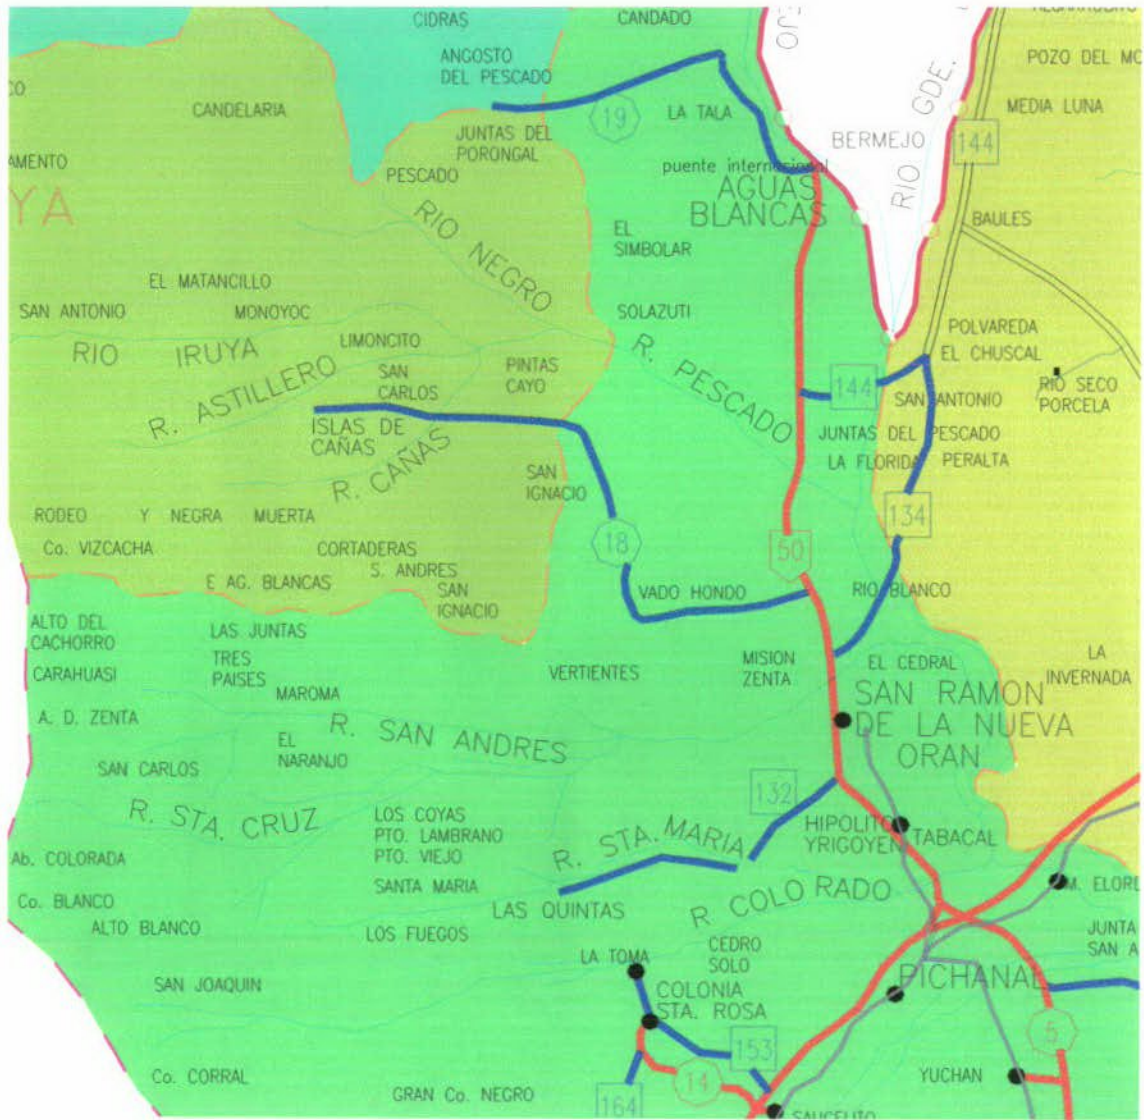 CIDRAS
CANDADO
ANGOSTO
DEL PESCADO
POZO DEL MO
CO
CANDELARIA
19
LA TALA
MEDIA LUNA
RIO GDE.
BERMEJO
144
JUNTAS DEL
PORONGAL
AMENTO
PESCADO
puente internacional
AGUAS
BLANCAS
YA
RIO NEGRO
EL
SIMBOLAR
BAULES
EL MATANCILLO
SAN ANTONIO
MONOYOC
SOLAZUTI
POLVAREDA
RIO IRUYA
LIMONCITO
R. PESCADO
EL CHUSCAL
R. ASTILLERO
SAN
CARLOS
PINTAS
CAYO
144
SAN ANTONIO
RIO SECO
PORCELA
ISLAS DE
CAÑAS
JUNTAS DEL PESCADO
R. CAÑAS
LA FLORIDA
PERALTA
SAN
IGNACIO
RODEO Y NEGRA MUERTA
134
Co. VIZCACHA
CORTADERAS
18
50
E AG. BLANCAS
S. ANDRES
SAN
IGNACIO
VADO HONDO
RIO BLANCO
ALTO DEL
CACHORRO
LAS JUNTAS
CARAHUASI
TRES
PAISES
VERTIENTES
MISION
ZENTA
EL CEDRAL
LA
INVERNADA
MAROMA
SAN RAMON
DE LA NUEVA
ORAN
A. D. ZENTA
R. SAN ANDRES
EL
NARANJO
SAN CARLOS
132
R. STA. CRUZ
LOS COYAS
PTO. LAMBRANO
PTO. VIEJO
R. STA. MARIA
HIPOLITO
YRIGOYEN
TABACAL
Ab. COLORADA
SANTA MARIA
M. ELORD
Co. BLANCO
LAS QUINTAS
R COLO RADO
ALTO BLANCO
LOS FUEGOS
JUNTA
SAN A
LA TOMA
CEDRO
SOLO
SAN JOAQUIN
COLONIA
STA. ROSA
PICHANAL
153
5
Co. CORRAL
14
YUCHAN
GRAN Co. NEGRO
164
SAUCELITO